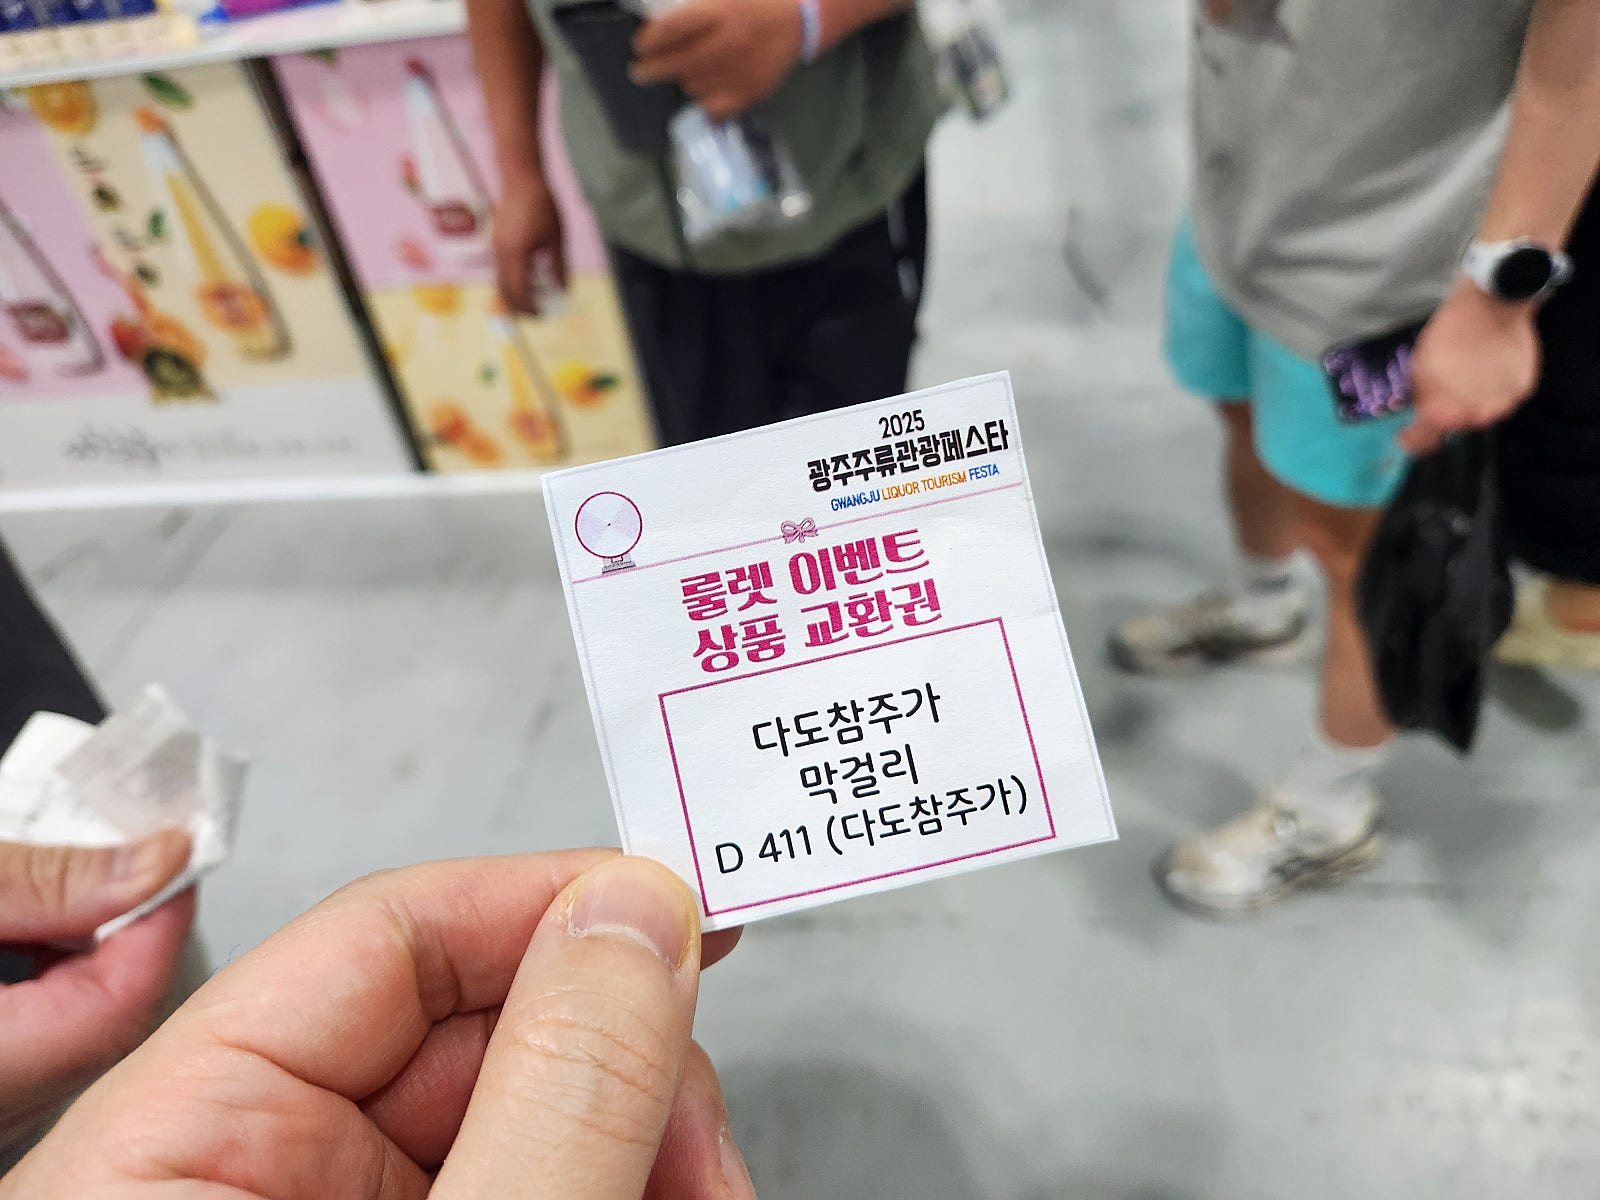 2025
광주주류관광페스타
GWANGJU LIQUOR TOURISM FESTA
룰렛 이벤트
상품 교환권
다도참주가
막걸리
D 411 (다도참주가)